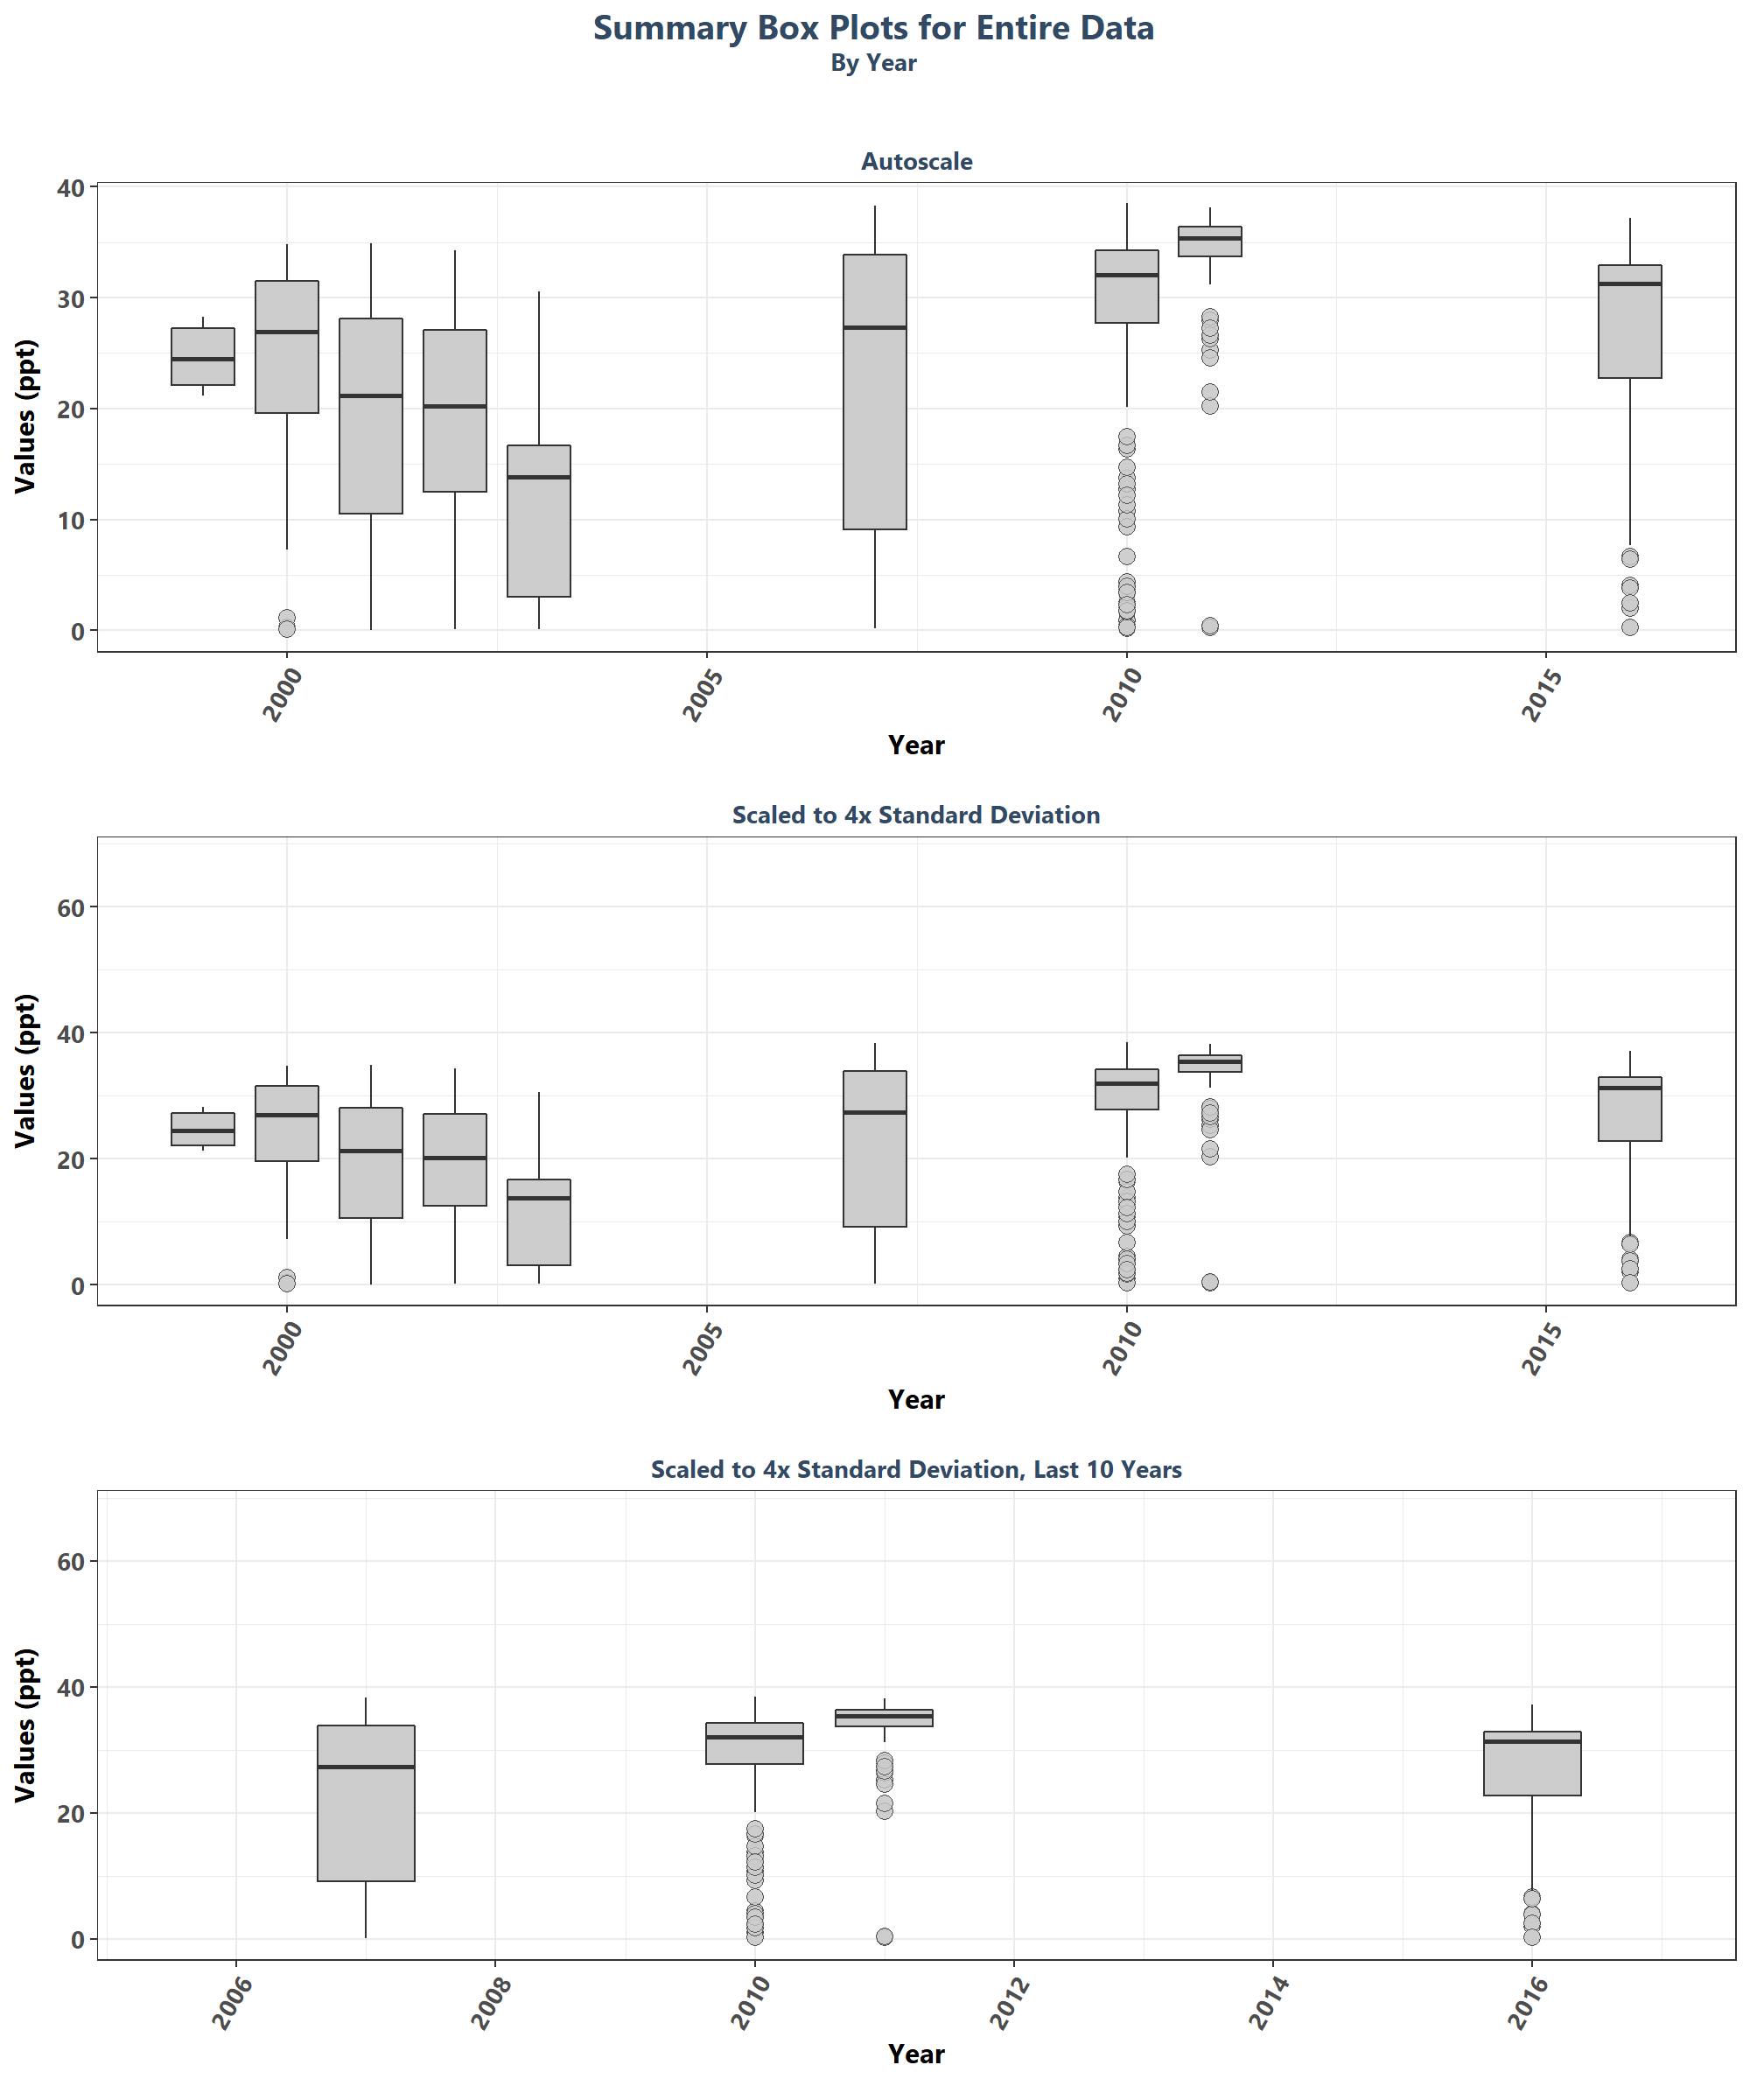 Summary Box Plots for Entire Data
By Year
Autoscale
Values (ppt)
40
30
20
10
0
2000
2005
2010
2015
Year
Scaled to 4x Standard Deviation
Values (ppt)
60
40
20
0
2000
2005
2010
2015
Year
Scaled to 4x Standard Deviation, Last 10 Years
Values (ppt)
60
40
20
0
2006
2008
2010
2012
2014
2016
Year